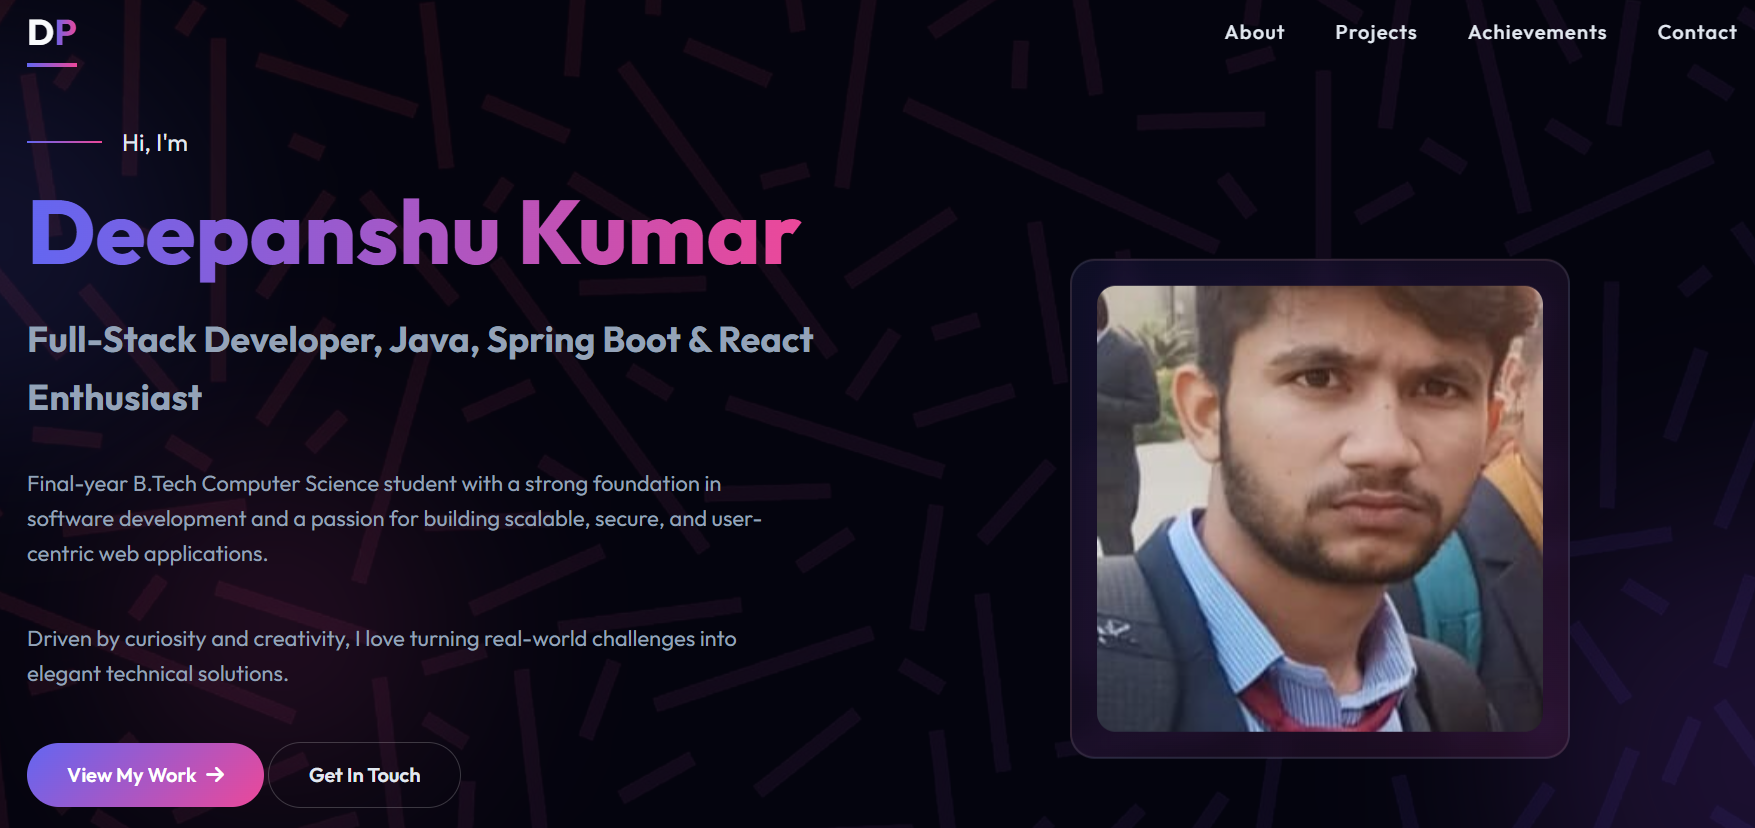 DP
About
Projects
Achievements
Contact
Hi, I'm
Deepanshu Kumar
Full-Stack Developer, Java, Spring Boot & React
Enthusiast
Final-year B.Tech Computer Science student with a strong foundation in
software development and a passion for building scalable, secure, and user-
centric web applications.
Driven by curiosity and creativity, I love turning real-world challenges into
elegant technical solutions.
View My Work →
Get In Touch